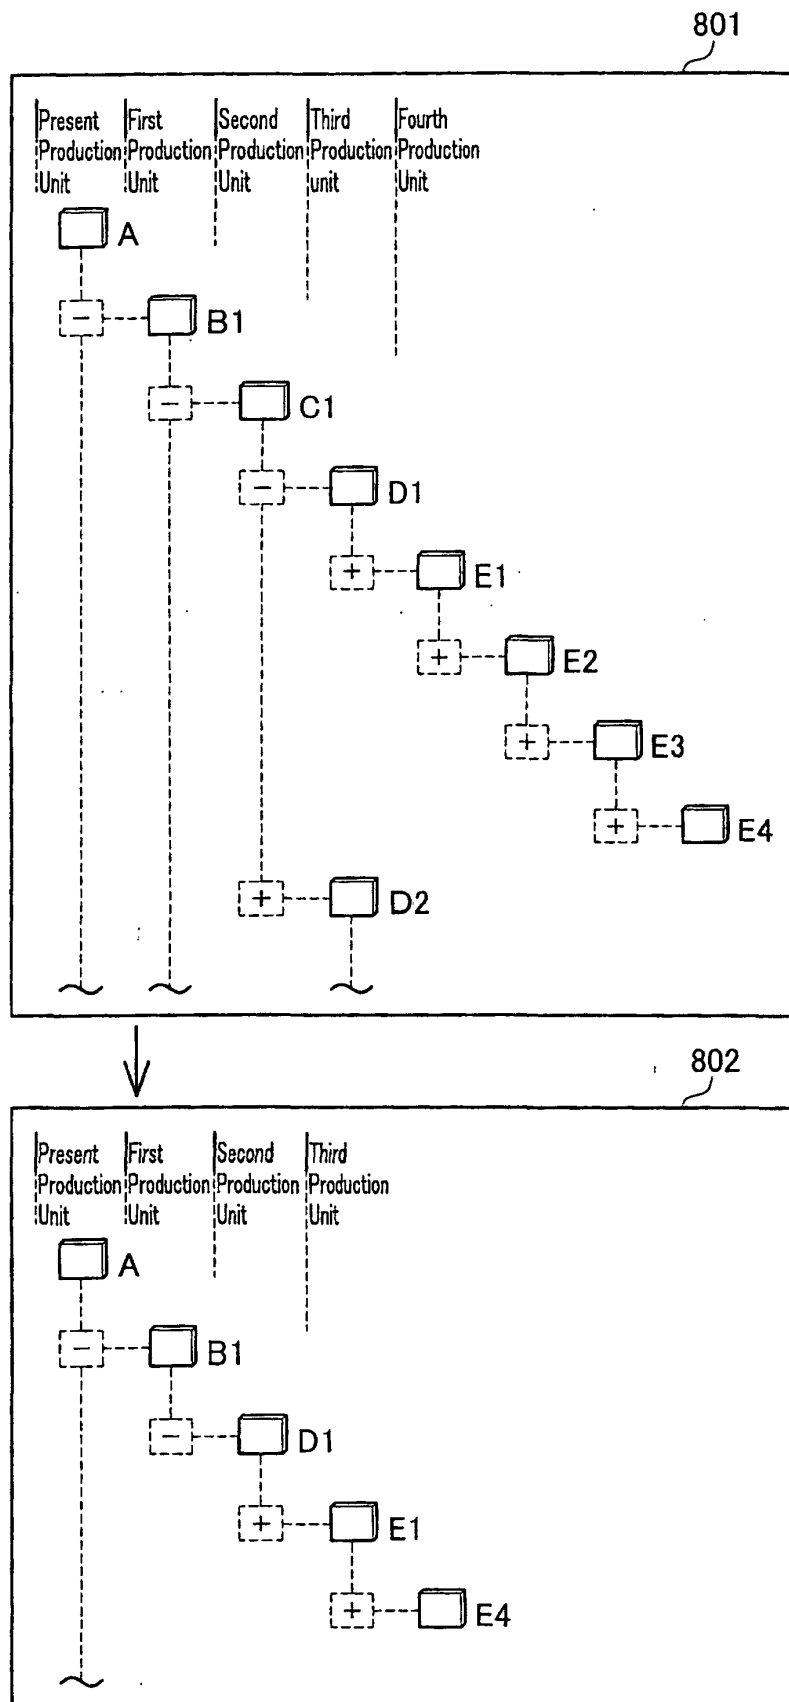 801
Present First Second Third Fourth
Production Production Production Production Production
Unit Unit Unit unit Unit
A
− B1
− C1
− D1
+ E1
+ E2
+ E3
+ E4
+ D2
802
Present First Second Third
Production Production Production Production
Unit Unit Unit Unit
A
− B1
− D1
+ E1
+ E4